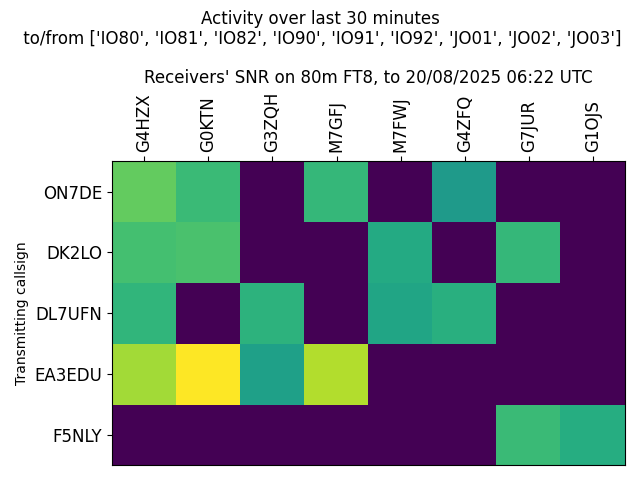 Activity over last 30 minutes
to/from ['IO80', 'IO81', 'IO82', 'IO90', 'IO91', 'IO92', 'JO01', 'JO02', 'JO03']
Receivers' SNR on 80m FT8, to 20/08/2025 06:22 UTC
G4HZX
G0KTN
G3ZQH
M7GFJ
M7FWJ
G4ZFQ
G7JUR
G1OJS
Transmitting callsign
ON7DE
DK2LO
DL7UFN
EA3EDU
F5NLY